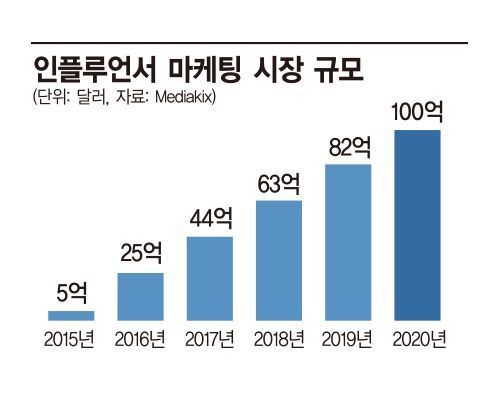 인플루언서 마케팅 시장 규모
(단위: 달러, 자료: Mediakix)
5억
25억
44억
63억
82억
100억
2015년 2016년 2017년 2018년 2019년 2020년